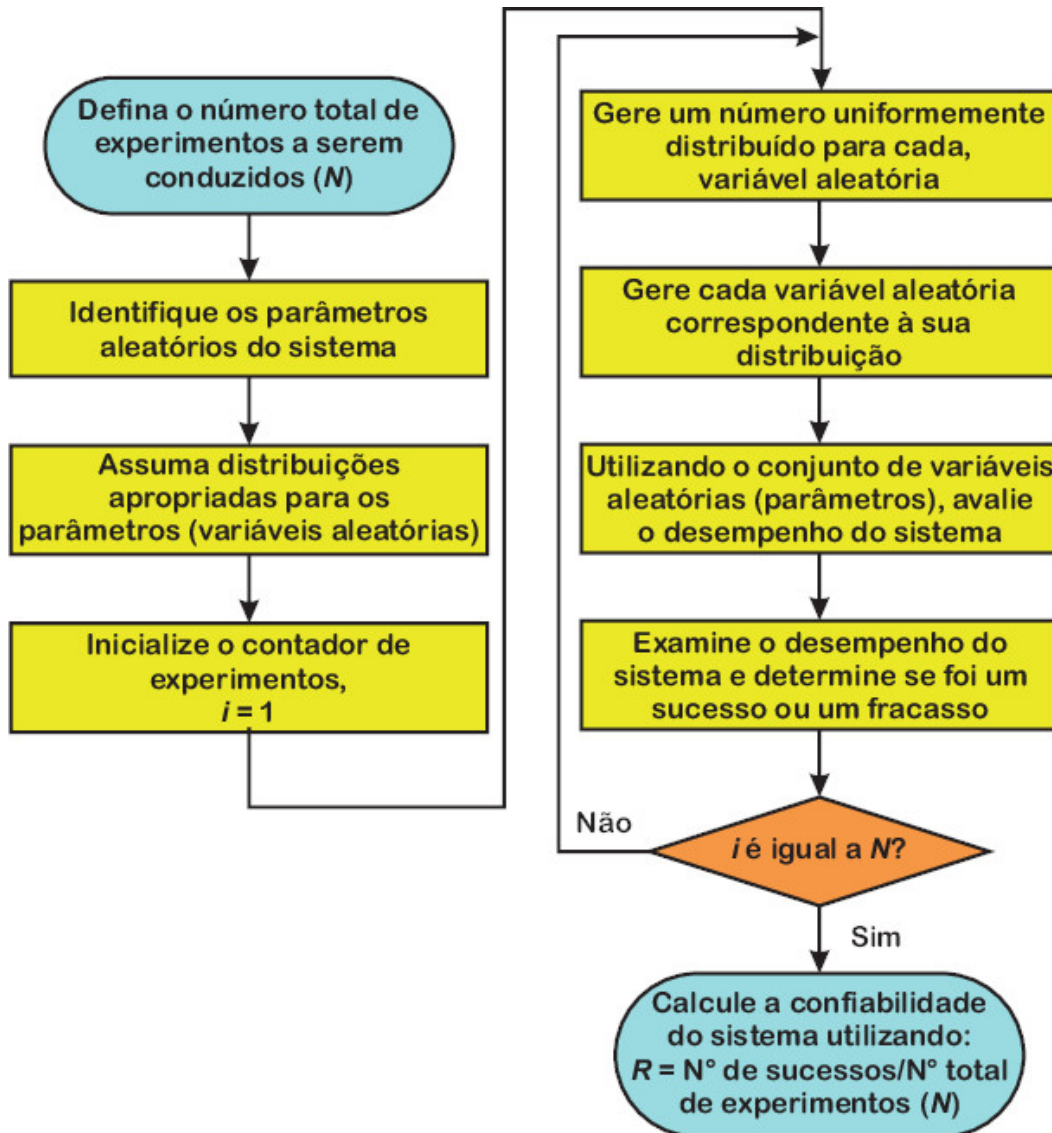 Defina o número total de
experimentos a serem
conduzidos (N)
Identifique os parâmetros
aleatórios do sistema
Assuma distribuições
apropriadas para os
parâmetros (variáveis aleatórias)
Inicialize o contador de
experimentos,
i = 1
Gere um número uniformemente
distribuído para cada,
variável aleatória
Gere cada variável aleatória
correspondente à sua
distribuição
Utilizando o conjunto de variáveis
aleatórias (parâmetros), avalie
o desempenho do sistema
Examine o desempenho do
sistema e determine se foi um
sucesso ou um fracasso
i é igual a N?
Não
Sim
Calcule a confiabilidade
do sistema utilizando:
R = N° de sucessos/N° total
de experimentos (N)